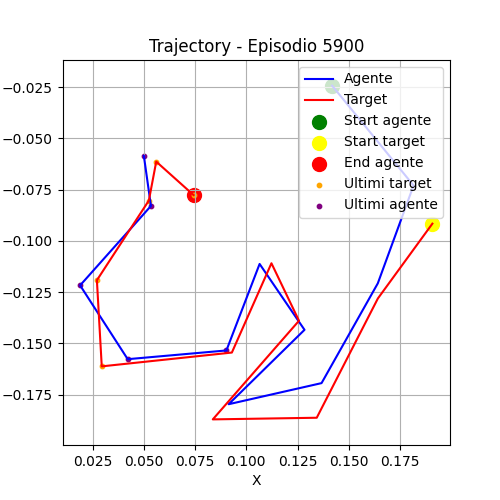 Trajectory - Episodio 5900
Agente
Target
Start agente
Start target
End agente
Ultimi target
Ultimi agente
−0.025
−0.050
−0.075
−0.100
−0.125
−0.150
−0.175
0.025
0.050
0.075
0.100
0.125
0.150
0.175
X